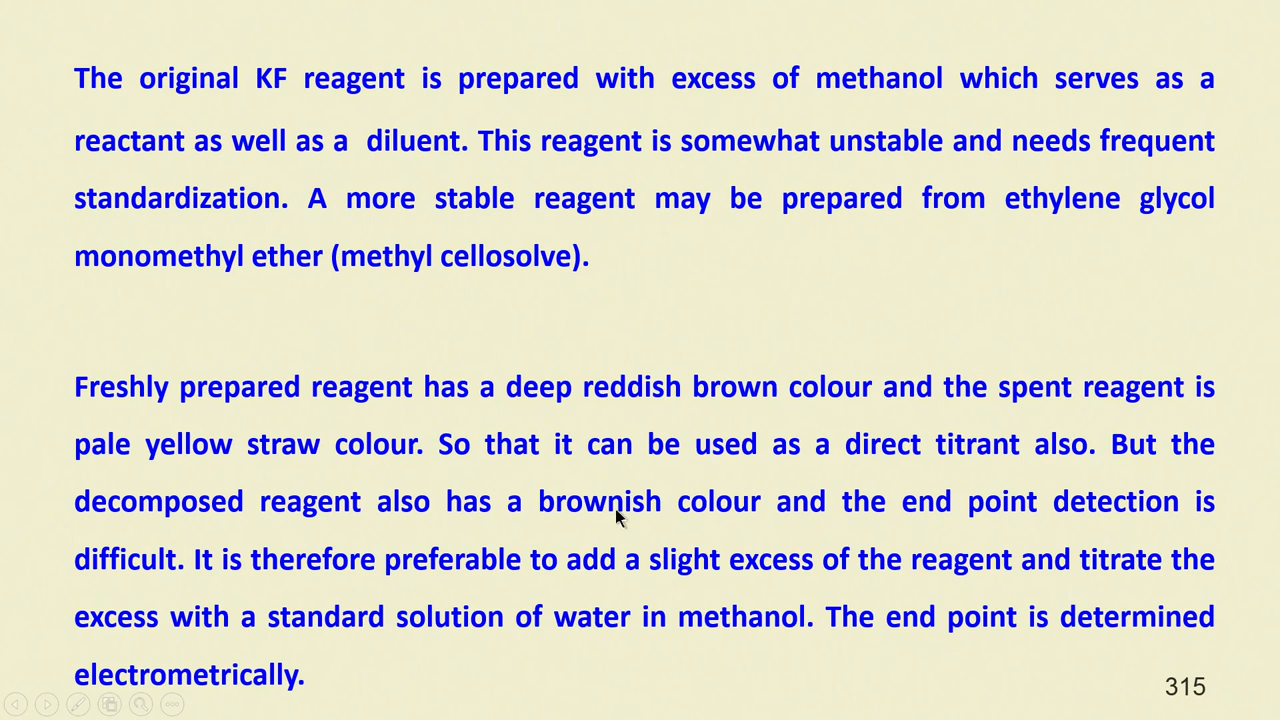 The original KF reagent is prepared with excess of methanol which serves as a
reactant as well as a diluent. This reagent is somewhat unstable and needs frequent
standardization. A more stable reagent may be prepared from ethylene glycol
monomethyl ether (methyl cellosolve).
Freshly prepared reagent has a deep reddish brown colour and the spent reagent is
pale yellow straw colour. So that it can be used as a direct titrant also. But the
decomposed reagent also has a brownish colour and the end point detection is
difficult. It is therefore preferable to add a slight excess of the reagent and titrate the
excess with a standard solution of water in methanol. The end point is determined
electrometrically.
315